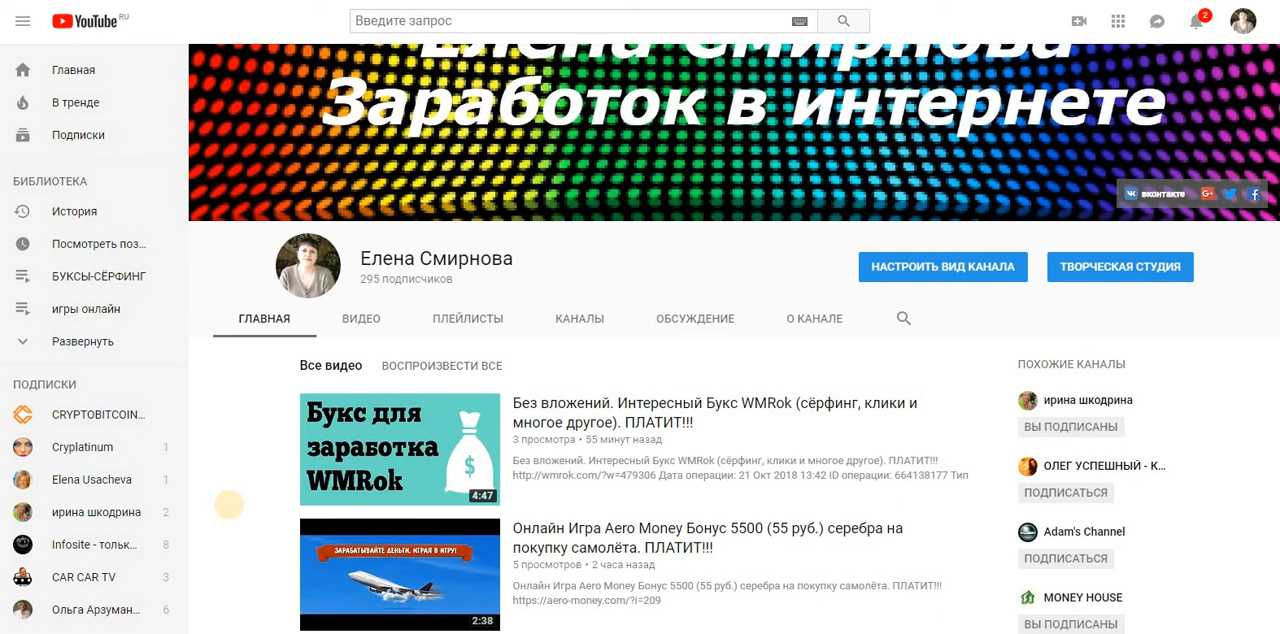 YouTube RU
Введите запрос
2
Главная
В тренде
Подписки
БИБЛИОТЕКА
История
Посмотреть поз...
БУКСЫ-СЁРФИНГ
игры онлайн
Развернуть
ПОДПИСКИ
CRYPTOBITCOIN...
Cryplatinum 1
Elena Usacheva 1
ирина шкодрина 2
Infosite - тольк... 8
CAR CAR TV 3
Ольга Арзуман... 6
Елена Смирнова
Заработок в интернете
вконтакте G+ f
Елена Смирнова
295 подписчиков
НАСТРОИТЬ ВИД КАНАЛА
ТВОРЧЕСКАЯ СТУДИЯ
ГЛАВНАЯ ВИДЕО ПЛЕЙЛИСТЫ КАНАЛЫ ОБСУЖДЕНИЕ О КАНАЛЕ
Все видео ВОСПРОИЗВЕСТИ ВСЕ
Букс для
заработка
WMRok
$
4:47
Без вложений. Интересный Букс WMRok (сёрфинг, клики и
многое другое). ПЛАТИТ!!!
3 просмотра • 55 минут назад
Без вложений. Интересный Букс WMRok (сёрфинг, клики и многое другое). ПЛАТИТ!!!
http://wmrok.com/?w=479306 Дата операции: 21 Окт 2018 13:42 ID операции: 664138177 Тип
ЗАРАБАТЫВАЙТЕ ДЕНЬГИ, ИГРАЯ В ИГРУ!
2:38
Онлайн Игра Aero Money Бонус 5500 (55 руб.) серебра на
покупку самолёта. ПЛАТИТ!!!
5 просмотров • 2 часа назад
Онлайн Игра Aero Money Бонус 5500 (55 руб.) серебра на покупку самолёта. ПЛАТИТ!!!
https://aero-money.com/?i=209
ПОХОЖИЕ КАНАЛЫ
ирина шкодрина
ВЫ ПОДПИСАНЫ
ОЛЕГ УСПЕШНЫЙ - К...
ПОДПИСАТЬСЯ
Adam's Channel
ПОДПИСАТЬСЯ
MONEY HOUSE
ВЫ ПОДПИСАНЫ